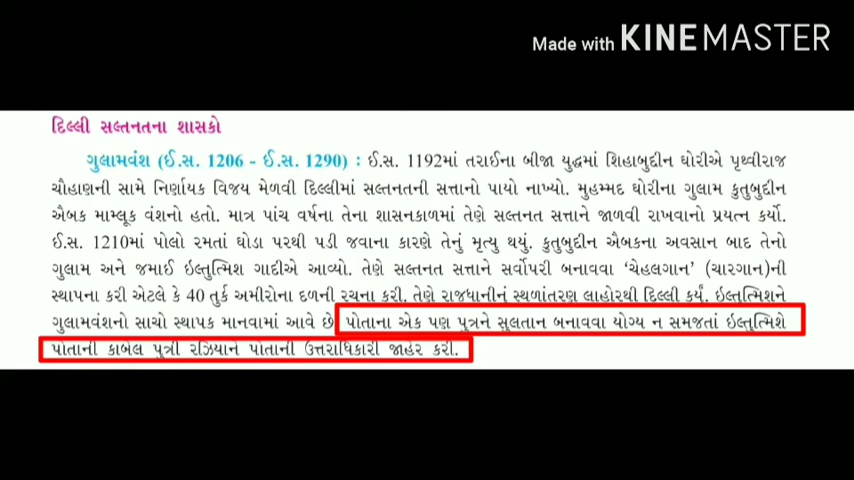 Made with KINEMASTER
દિલ્લી સલ્તનતના શાસકો
ગુલામવંશ (ઈ.સ. 1206 - ઈ.સ. 1290) : ઈ.સ. 1192માં તરાઈના બીજા યુદ્ધમાં શિહાબુદ્દીન ઘોરીએ પૃથ્વીરાજ
ચૌહાણની સામે નિર્ણાયક વિજય મેળવી દિલ્લીમાં સલ્તનતની સત્તાનો પાયો નાખ્યો. મુહમ્મદ ઘોરીના ગુલામ કુતુબુદ્દીન
ઐબક મામ્લૂક વંશનો હતો. માત્ર પાંચ વર્ષના તેના શાસનકાળમાં તેણે સલ્તનત સત્તાને જાળવી રાખવાનો પ્રયત્ન કર્યો.
ઈ.સ. 1210માં પોલો રમતાં ઘોડા પરથી પડી જવાના કારણે તેનું મૃત્યુ થયું. કુતુબુદ્દીન ઐબકના અવસાન બાદ તેનો
ગુલામ અને જમાઈ ઇલ્તુત્મિશ ગાદીએ આવ્યો. તેણે સલ્તનત સત્તાને સર્વોપરી બનાવવા ‘ચેહલગાન’ (ચારગાન)ની
સ્થાપના કરી એટલે કે 40 તુર્ક અમીરોના દળની રચના કરી. તેણે રાજધાનીનું સ્થળાંતરણ લાહોરથી દિલ્લી કર્યું. ઇલ્તુત્મિશને
ગુલામવંશનો સાચો સ્થાપક માનવામાં આવે છે. પોતાના એક પણ પુત્રને સુલતાન બનાવવા યોગ્ય ન સમજતાં ઇલ્તુત્મિશે
પોતાની કાબેલ પુત્રી રઝિયાને પોતાની ઉત્તરાધિકારી જાહેર કરી.